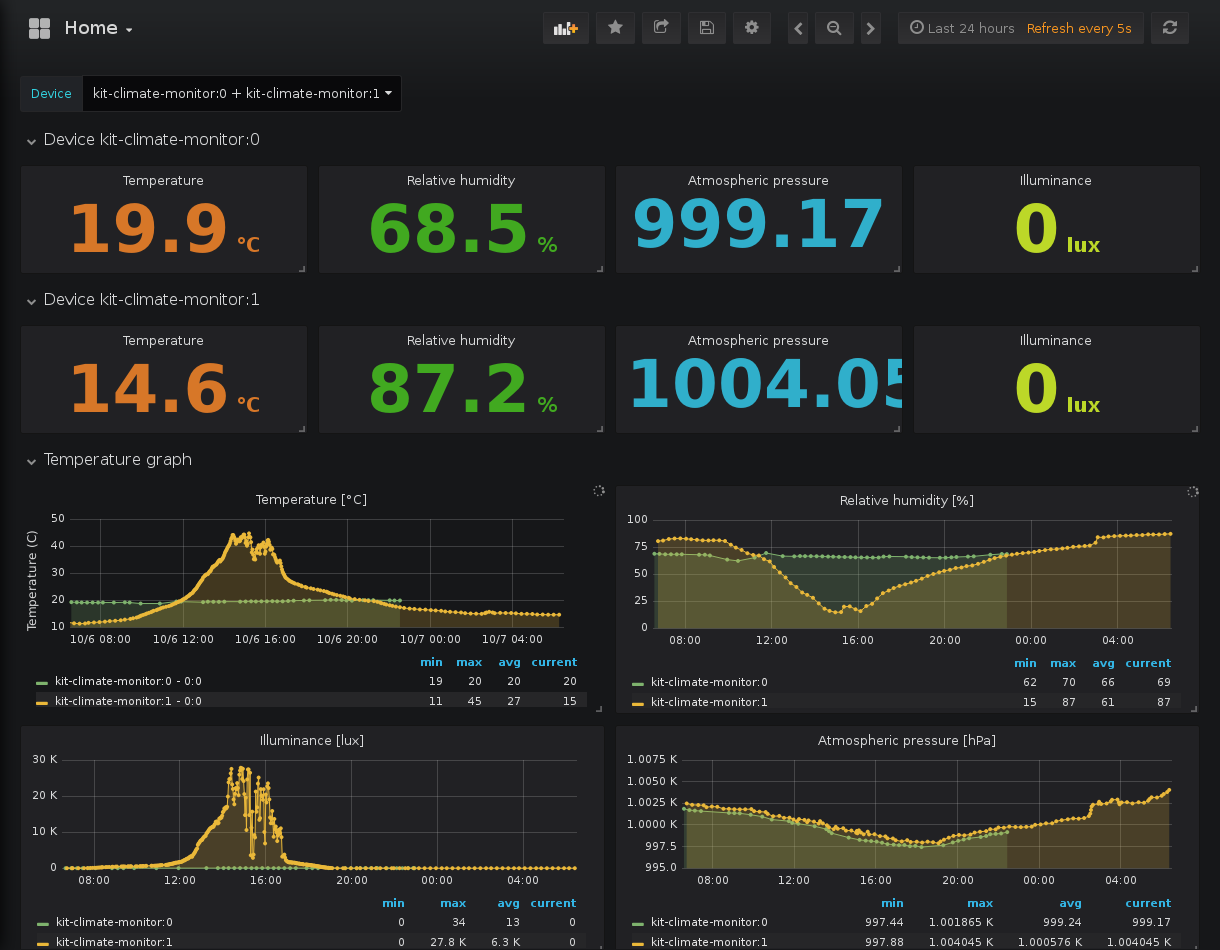 Home
Last 24 hours Refresh every 5s
Device kit-climate-monitor:0 + kit-climate-monitor:1
Device kit-climate-monitor:0
Temperature Relative humidity Atmospheric pressure Illuminance
19.9 °C 68.5 % 999.17 0 lux
Device kit-climate-monitor:1
Temperature Relative humidity Atmospheric pressure Illuminance
14.6 °C 87.2 % 1004.05 0 lux
Temperature graph
Temperature [°C]
Temperature (C)
50
40
30
20
10
10/6 08:00 10/6 12:00 10/6 16:00 10/6 20:00 10/7 00:00 10/7 04:00
min max avg current
kit-climate-monitor:0 - 0:0 19 20 20 20
kit-climate-monitor:1 - 0:0 11 45 27 15
Relative humidity [%]
100
75
50
25
0
08:00 12:00 16:00 20:00 00:00 04:00
min max avg current
kit-climate-monitor:0 62 70 66 69
kit-climate-monitor:1 15 87 61 87
Illuminance [lux]
30 K
20 K
10 K
0
08:00 12:00 16:00 20:00 00:00 04:00
min max avg current
kit-climate-monitor:0 0 34 13 0
kit-climate-monitor:1 0 27.8 K 6.3 K 0
Atmospheric pressure [hPa]
1.0075 K
1.0050 K
1.0025 K
1.0000 K
997.5
995.0
08:00 12:00 16:00 20:00 00:00 04:00
min max avg current
kit-climate-monitor:0 997.44 1.001865 K 999.24 999.17
kit-climate-monitor:1 997.88 1.004045 K 1.000576 K 1.004045 K